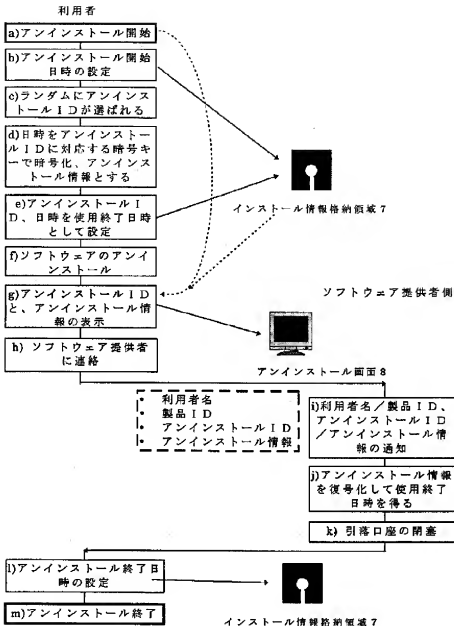 利用者
a)アンインストール開始
b)アンインストール開始
日時の設定
c)ランダムにアンインス
トールＩＤが選ばれる
d)日時をアンインストー
ルＩＤに対応する暗号キ
ーで暗号化、アンインス
トール情報とする
e)アンインストールＩ
Ｄ、日時を使用終了日時
として設定
インストール情報格納領域７
f)ソフトウェアのアンイ
ンストール
g)アンインストールＩＤ
と、アンインストール情
報の表示
ソフトウェア提供者側
h) ソフトウェア提供者
に連絡
アンインストール画面８
• 利用者名
• 製品ＩＤ
• アンインストールＩＤ
• アンインストール情報
i)利用者名／製品ＩＤ、
アンインストールＩＤ
／アンインストール情
報の通知
j)アンインストール情報
を復号化して使用終了
日時を得る
k) 引落口座の閉塞
l)アンインストール終了日
時の設定
m)アンインストール終了
インストール情報格納領域７